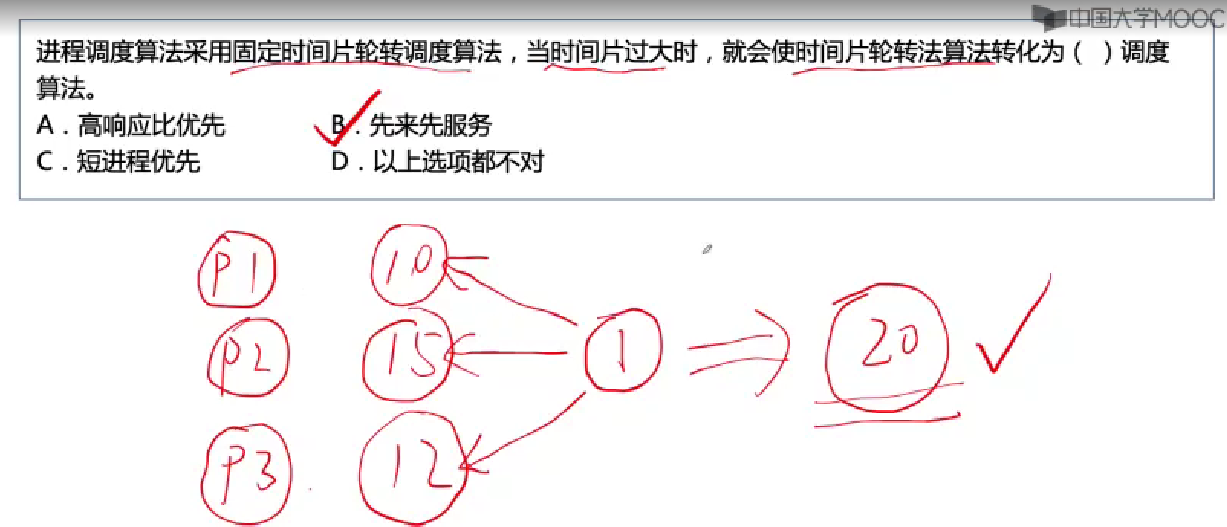 中国大学MOOC
进程调度算法采用固定时间片轮转调度算法，当时间片过大时，就会使时间片轮转法算法转化为（ ）调度
算法。
A．高响应比优先 B．先来先服务
C．短进程优先 D．以上选项都不对
P1 10
P2 15 1 20
P3 12